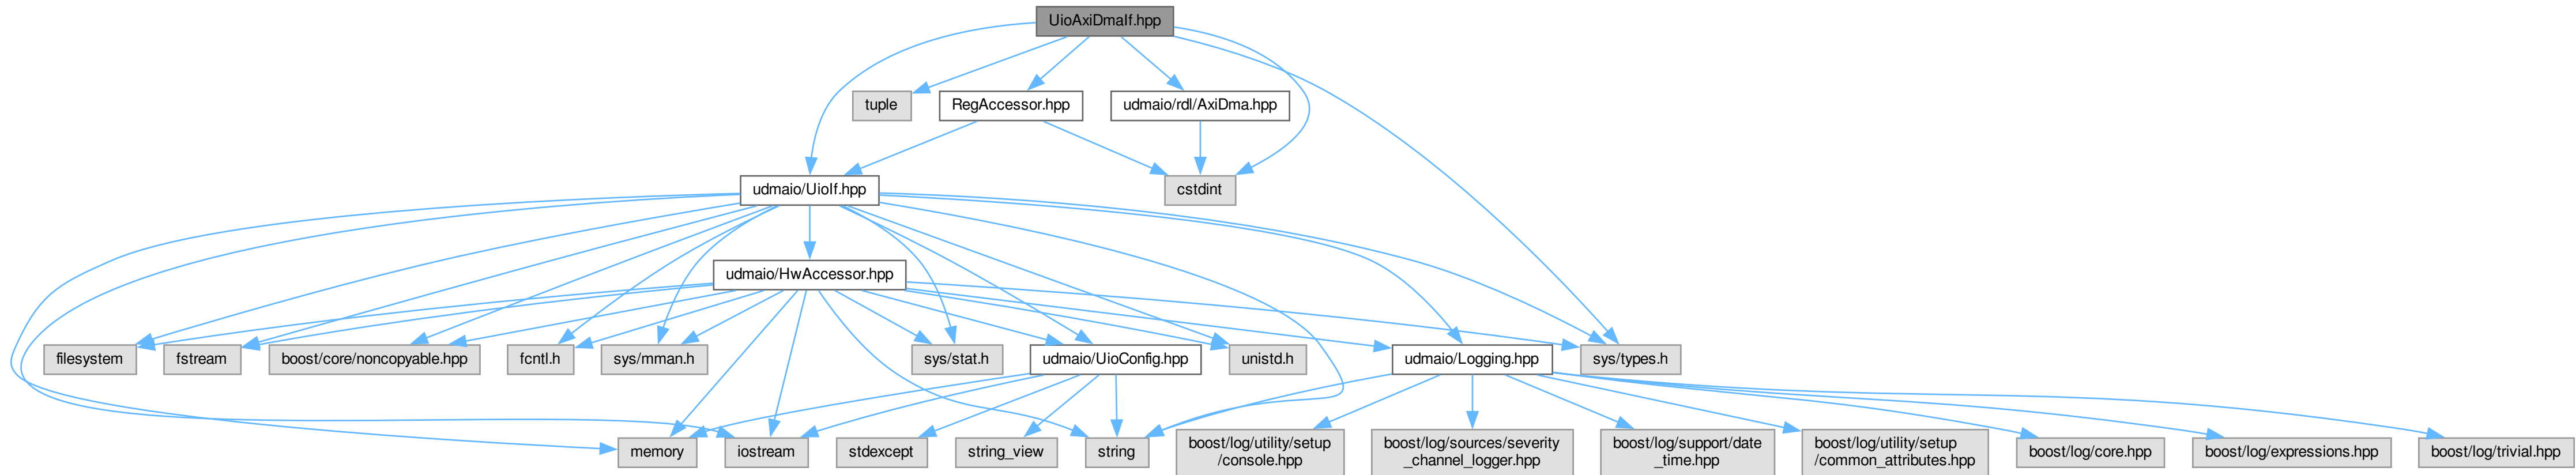 UioAxiDmaIf.hpp
tuple
RegAccessor.hpp
udmaio/rdl/AxiDma.hpp
udmaio/UioIf.hpp
cstdint
udmaio/HwAccessor.hpp
filesystem
fstream
boost/core/noncopyable.hpp
fcntl.h
sys/mman.h
sys/stat.h
udmaio/UioConfig.hpp
unistd.h
udmaio/Logging.hpp
sys/types.h
memory
iostream
stdexcept
string_view
string
boost/log/utility/setup
/console.hpp
boost/log/sources/severity
_channel_logger.hpp
boost/log/support/date
_time.hpp
boost/log/utility/setup
/common_attributes.hpp
boost/log/core.hpp
boost/log/expressions.hpp
boost/log/trivial.hpp